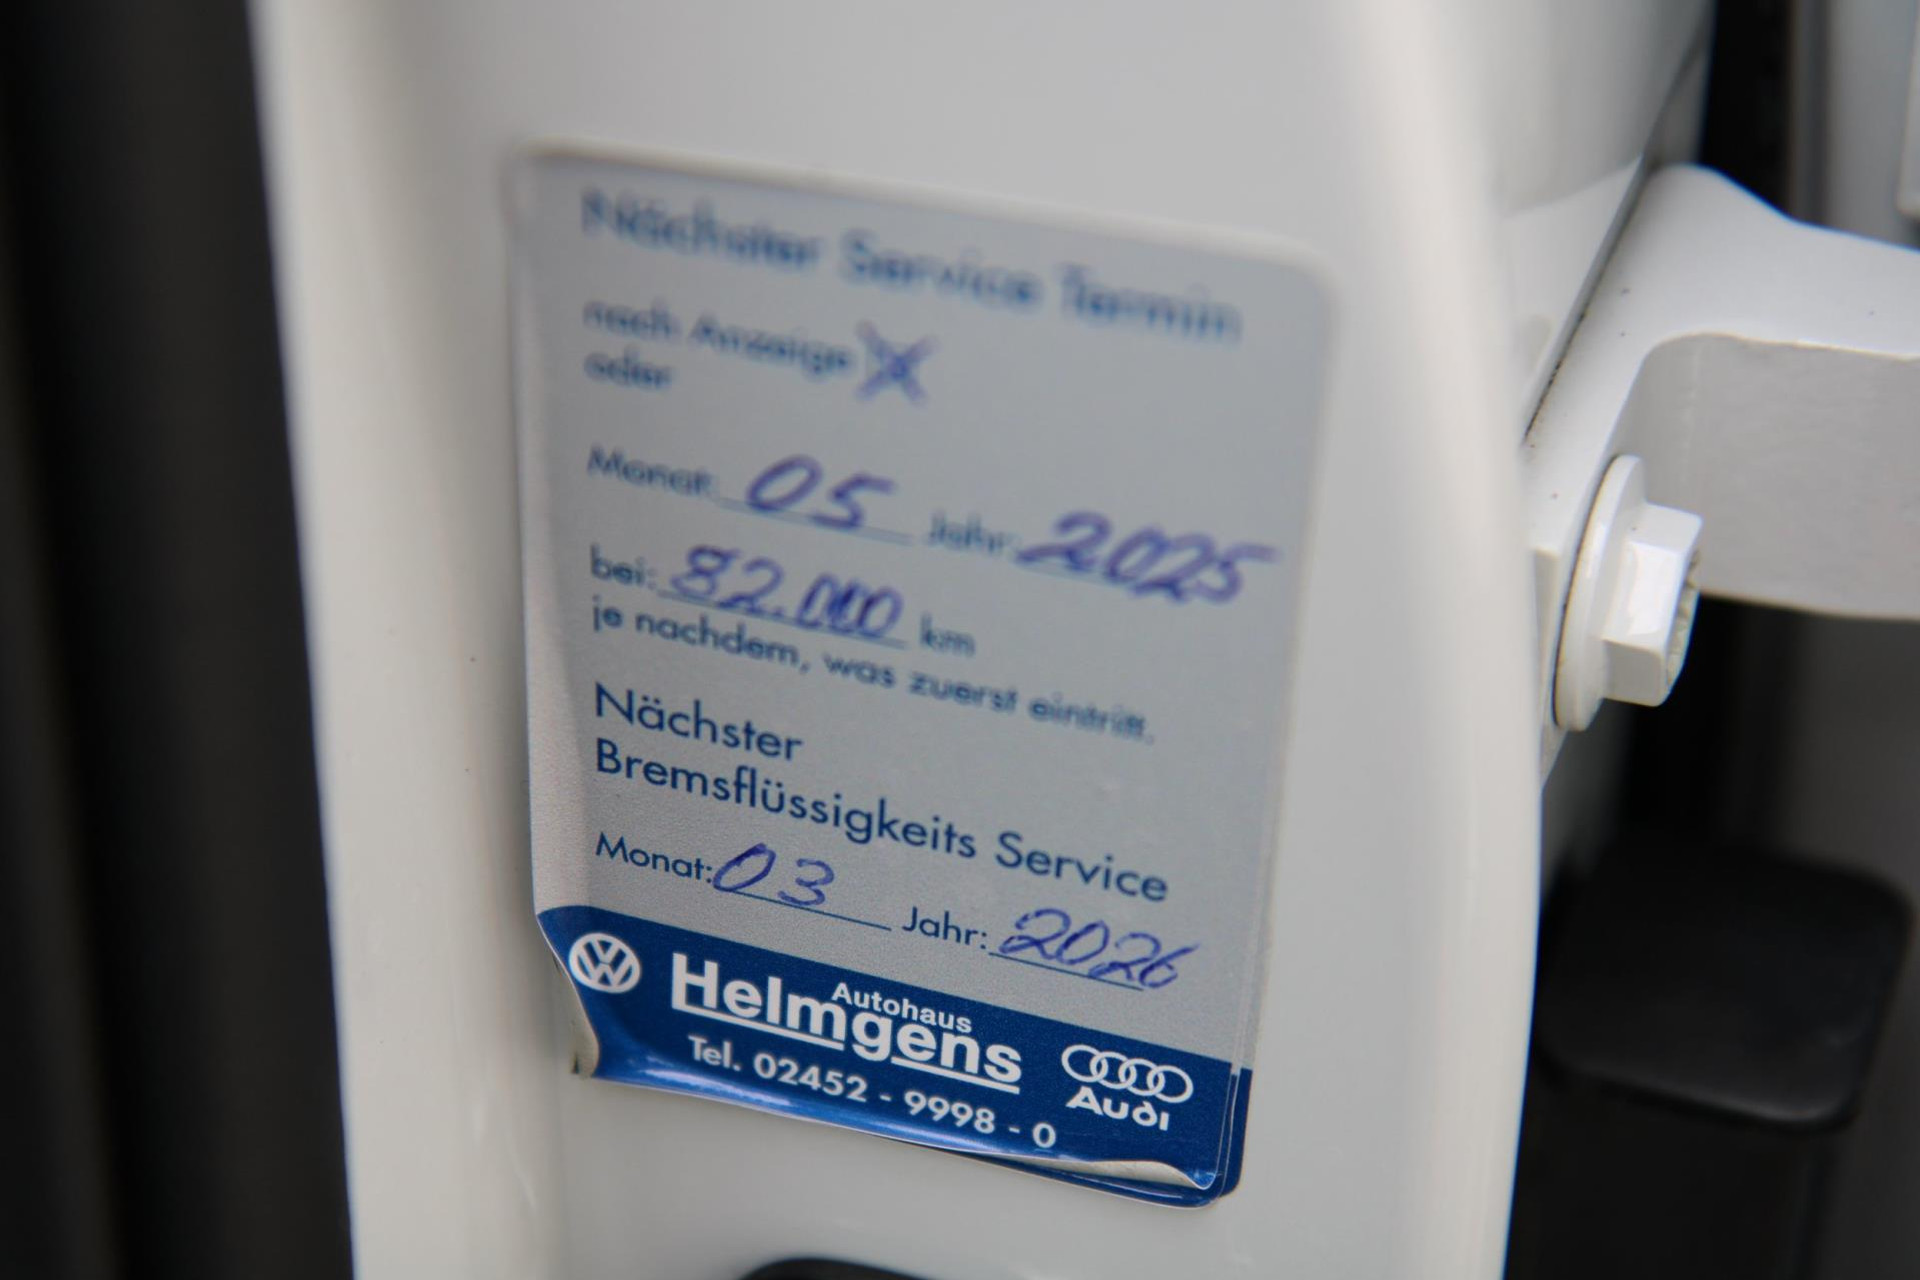 Nächster Service Termin
nach Anzeige X
oder
Monat: 05 Jahr: 2025
bei: 82.000 km
je nachdem, was zuerst eintritt.
Nächster
Bremsflüssigkeits Service
Monat: 03 Jahr: 2026
Autohaus
Helmgens
Audi
Tel. 02452 - 9998 - 0